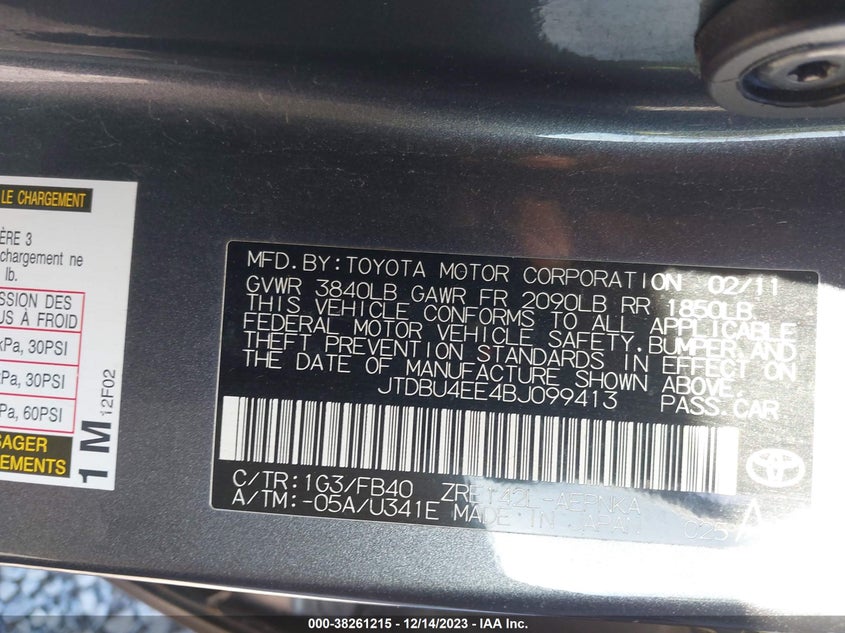 LE CHARGEMENT
ÈRE 3
chargement ne
lb.
SSION DES
US À FROID
kPa, 30PSI
Pa, 30PSI
Pa, 60PSI
SAGER
EMENTS
1 M
12F02
MFD.BY:TOYOTA MOTOR CORPORATION 02/11
GVWR 3840LB GAWR FR 2090LB RR 1850LB
THIS VEHICLE CONFORMS TO ALL APPLICABLE
FEDERAL MOTOR VEHICLE SAFETY,BUMPER,AND
THEFT PREVENTION STANDARDS IN EFFECT ON
THE DATE OF MANUFACTURE SHOWN ABOVE.
JTDBU4EE4BJ099413 PASS.CAR
C/TR:1G3/FB40 ZRE142L-AEPNKA
A/TM:-05A/U341E MADE IN JAPAN C25
000-38261215 - 12/14/2023 - IAA Inc.